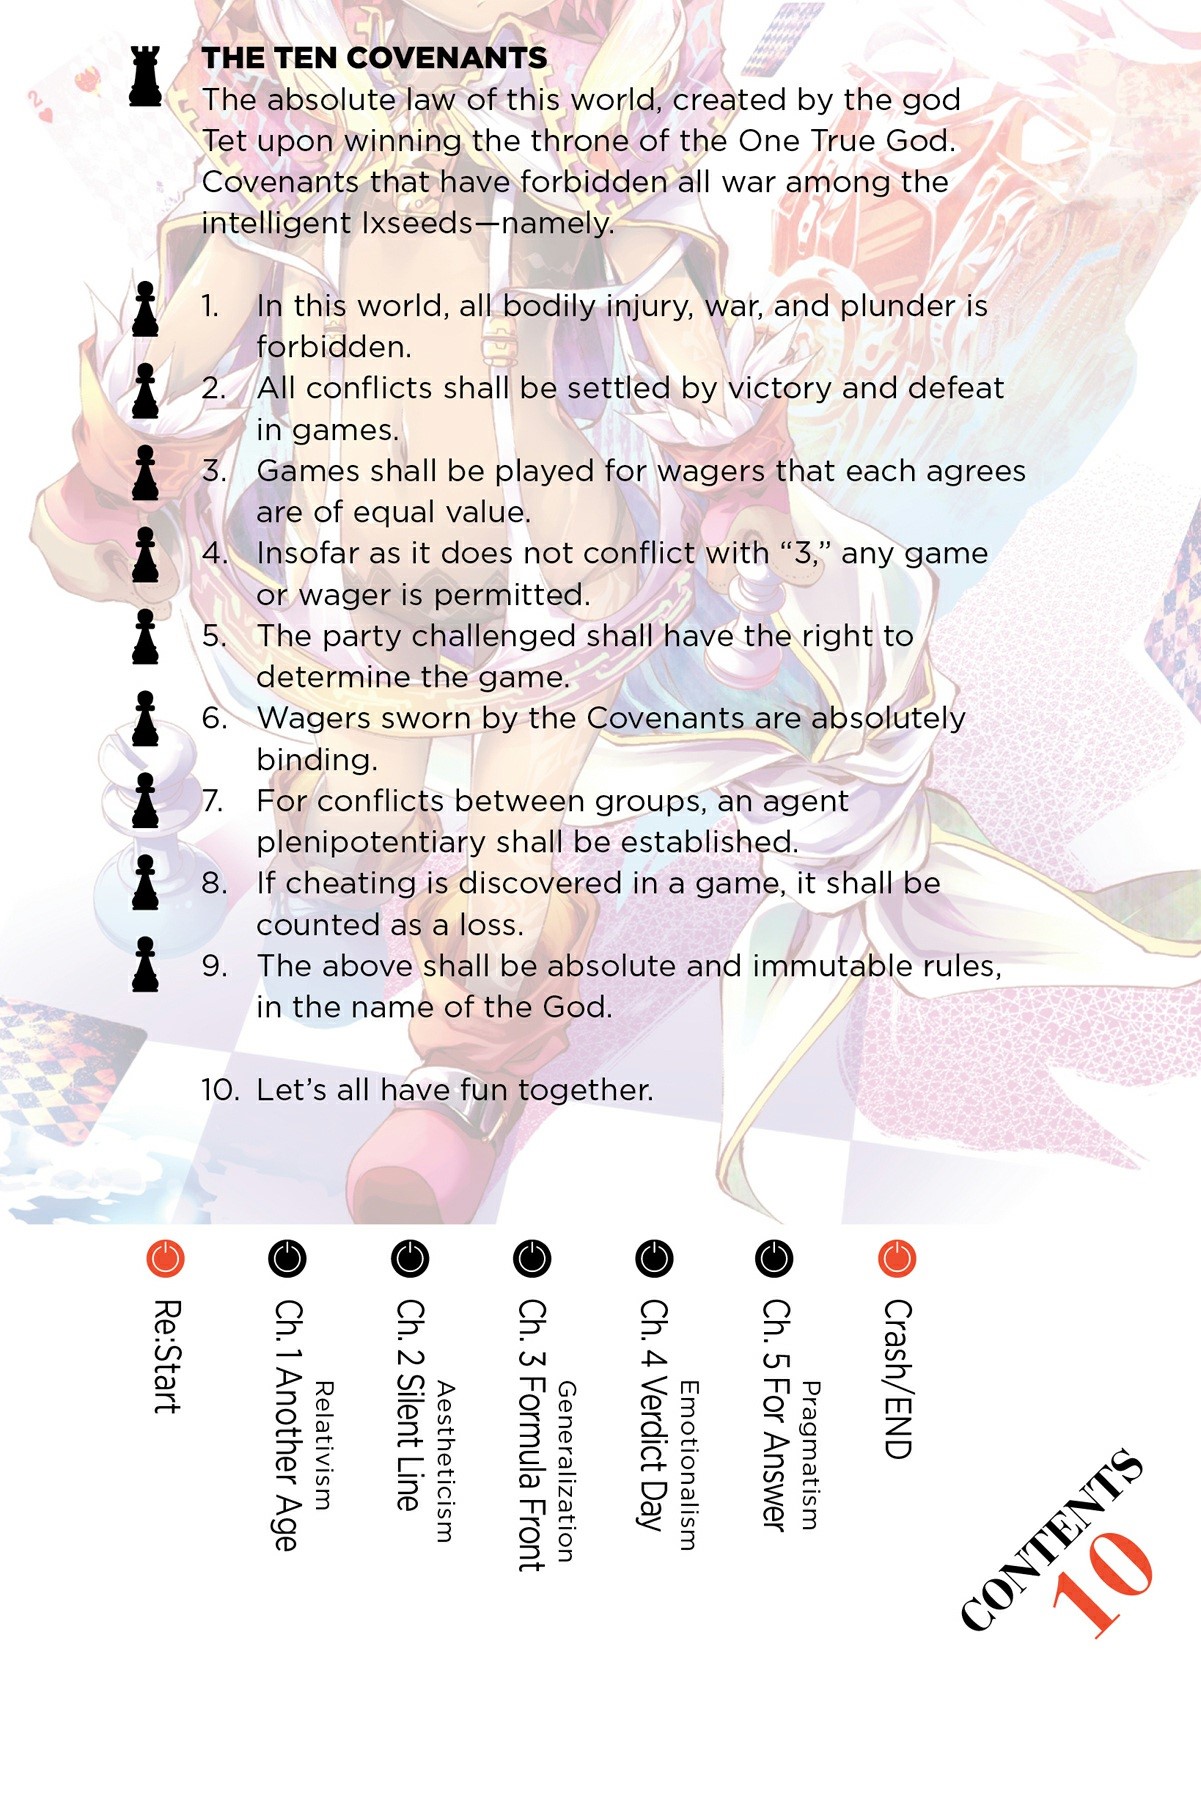 THE TEN COVENANTS
The absolute law of this world, created by the god
Tet upon winning the throne of the One True God.
Covenants that have forbidden all war among the
intelligent Ixseeds—namely.
1. In this world, all bodily injury, war, and plunder is
forbidden.
2. All conflicts shall be settled by victory and defeat
in games.
3. Games shall be played for wagers that each agrees
are of equal value.
4. Insofar as it does not conflict with “3,” any game
or wager is permitted.
5. The party challenged shall have the right to
determine the game.
6. Wagers sworn by the Covenants are absolutely
binding.
7. For conflicts between groups, an agent
plenipotentiary shall be established.
8. If cheating is discovered in a game, it shall be
counted as a loss.
9. The above shall be absolute and immutable rules,
in the name of the God.
10. Let’s all have fun together.
Re:Start
Ch. 1 Another Age
Relativism
Ch. 2 Silent Line
Aestheticism
Ch. 3 Formula Front
Generalization
Ch. 4 Verdict Day
Emotionalism
Ch. 5 For Answer
Pragmatism
Crash/END
CONTENTS
10
2